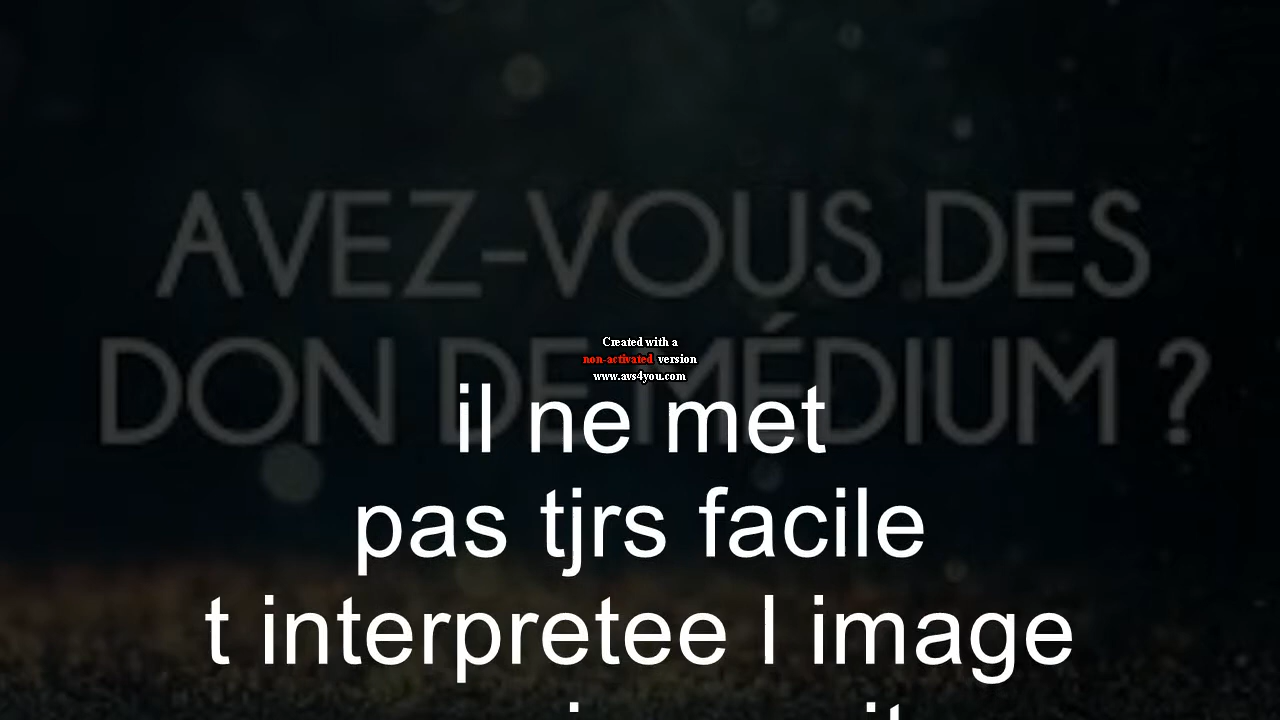 AVEZ-VOUS DES
DON DE MÉDIUM ?
Created with a
non-activated version
www.avs4you.com
il ne met
pas tjrs facile
t interpretee l image